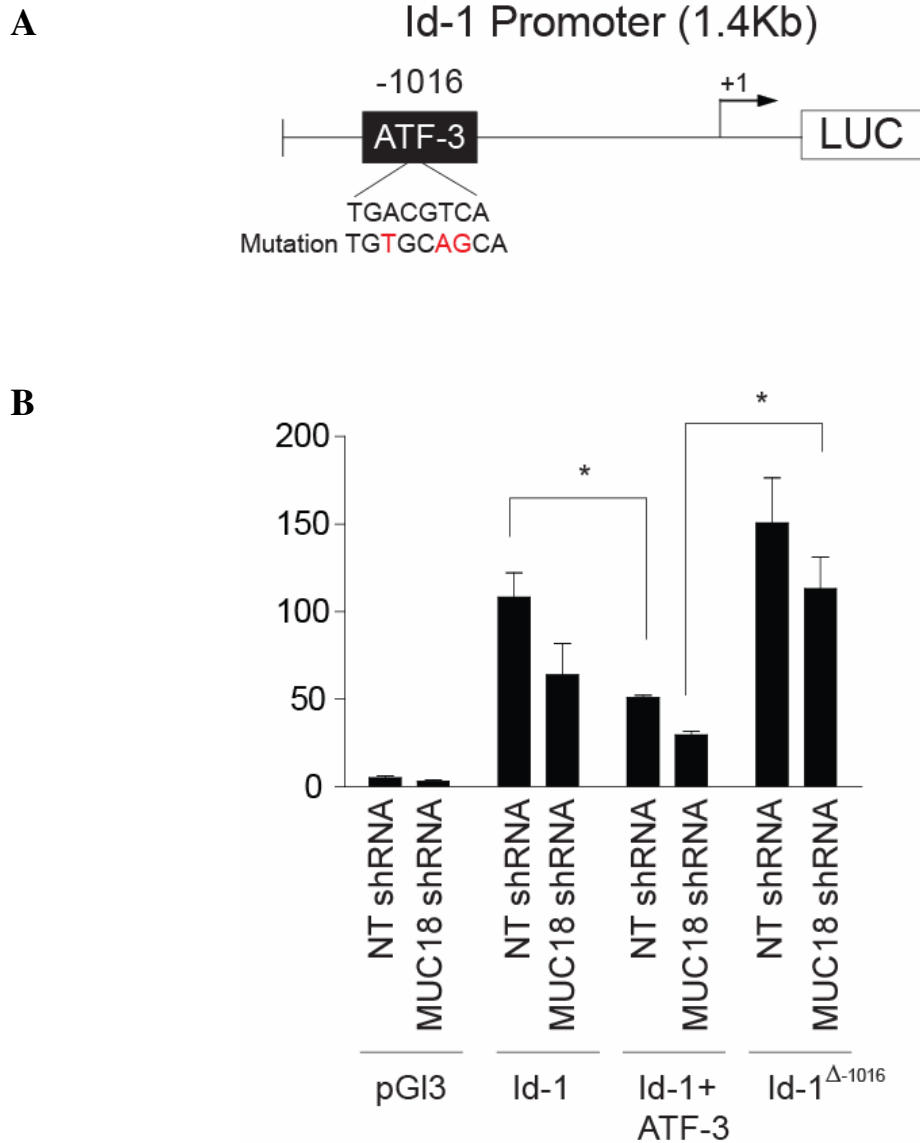 A
Id-1 Promoter (1.4Kb)
-1016
+1
ATF-3
LUC
TGACGTCA
Mutation TGTGCAGCA
B
*
*
200
150
100
50
0
NT shRNA
MUC18 shRNA
NT shRNA
MUC18 shRNA
NT shRNA
MUC18 shRNA
NT shRNA
MUC18 shRNA
pGl3
Id-1
Id-1+
ATF-3
Id-1Δ-1016